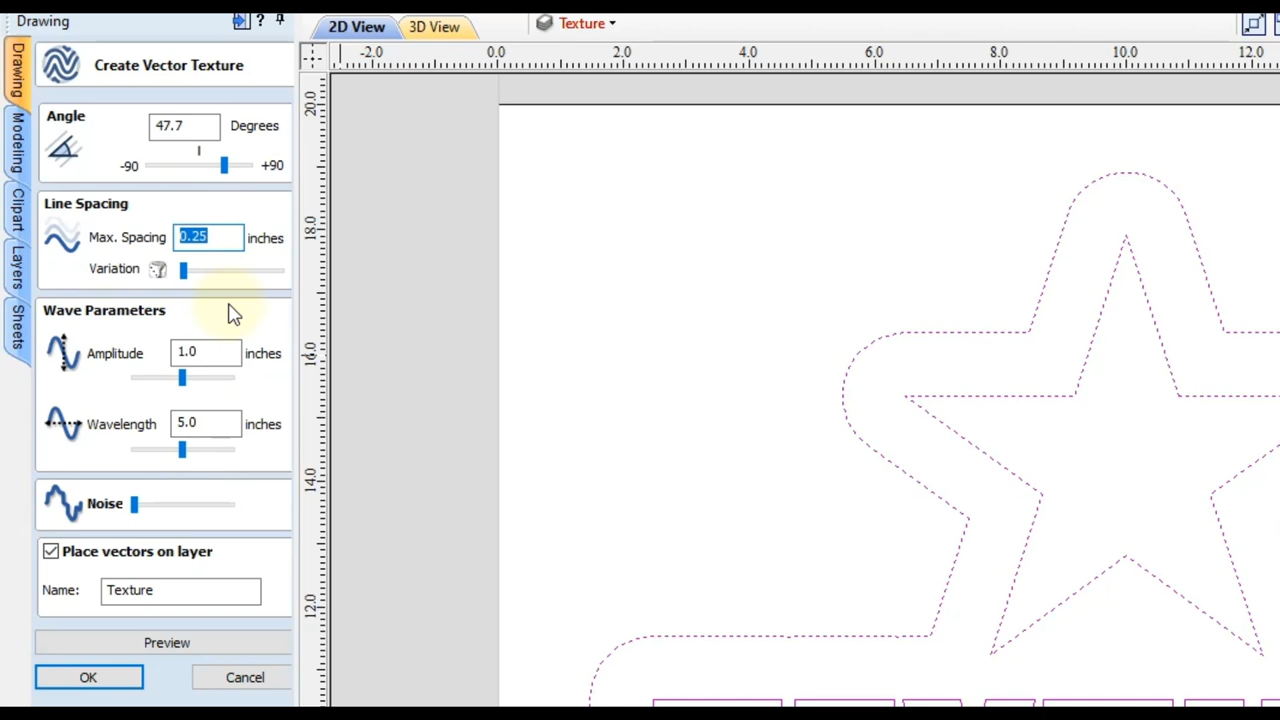 Drawing
?
2D View
3D View
Texture
-2.0 0.0 2.0 4.0 6.0 8.0 10.0 12.0
Drawing
Modeling
Clipart
Layers
Sheets
Create Vector Texture
Angle
47.7 Degrees
-90 +90
Line Spacing
Max. Spacing 0.25 inches
Variation
Wave Parameters
Amplitude 1.0 inches
Wavelength 5.0 inches
Noise
Place vectors on layer
Name: Texture
Preview
OK Cancel
20.0
18.0
16.0
14.0
12.0